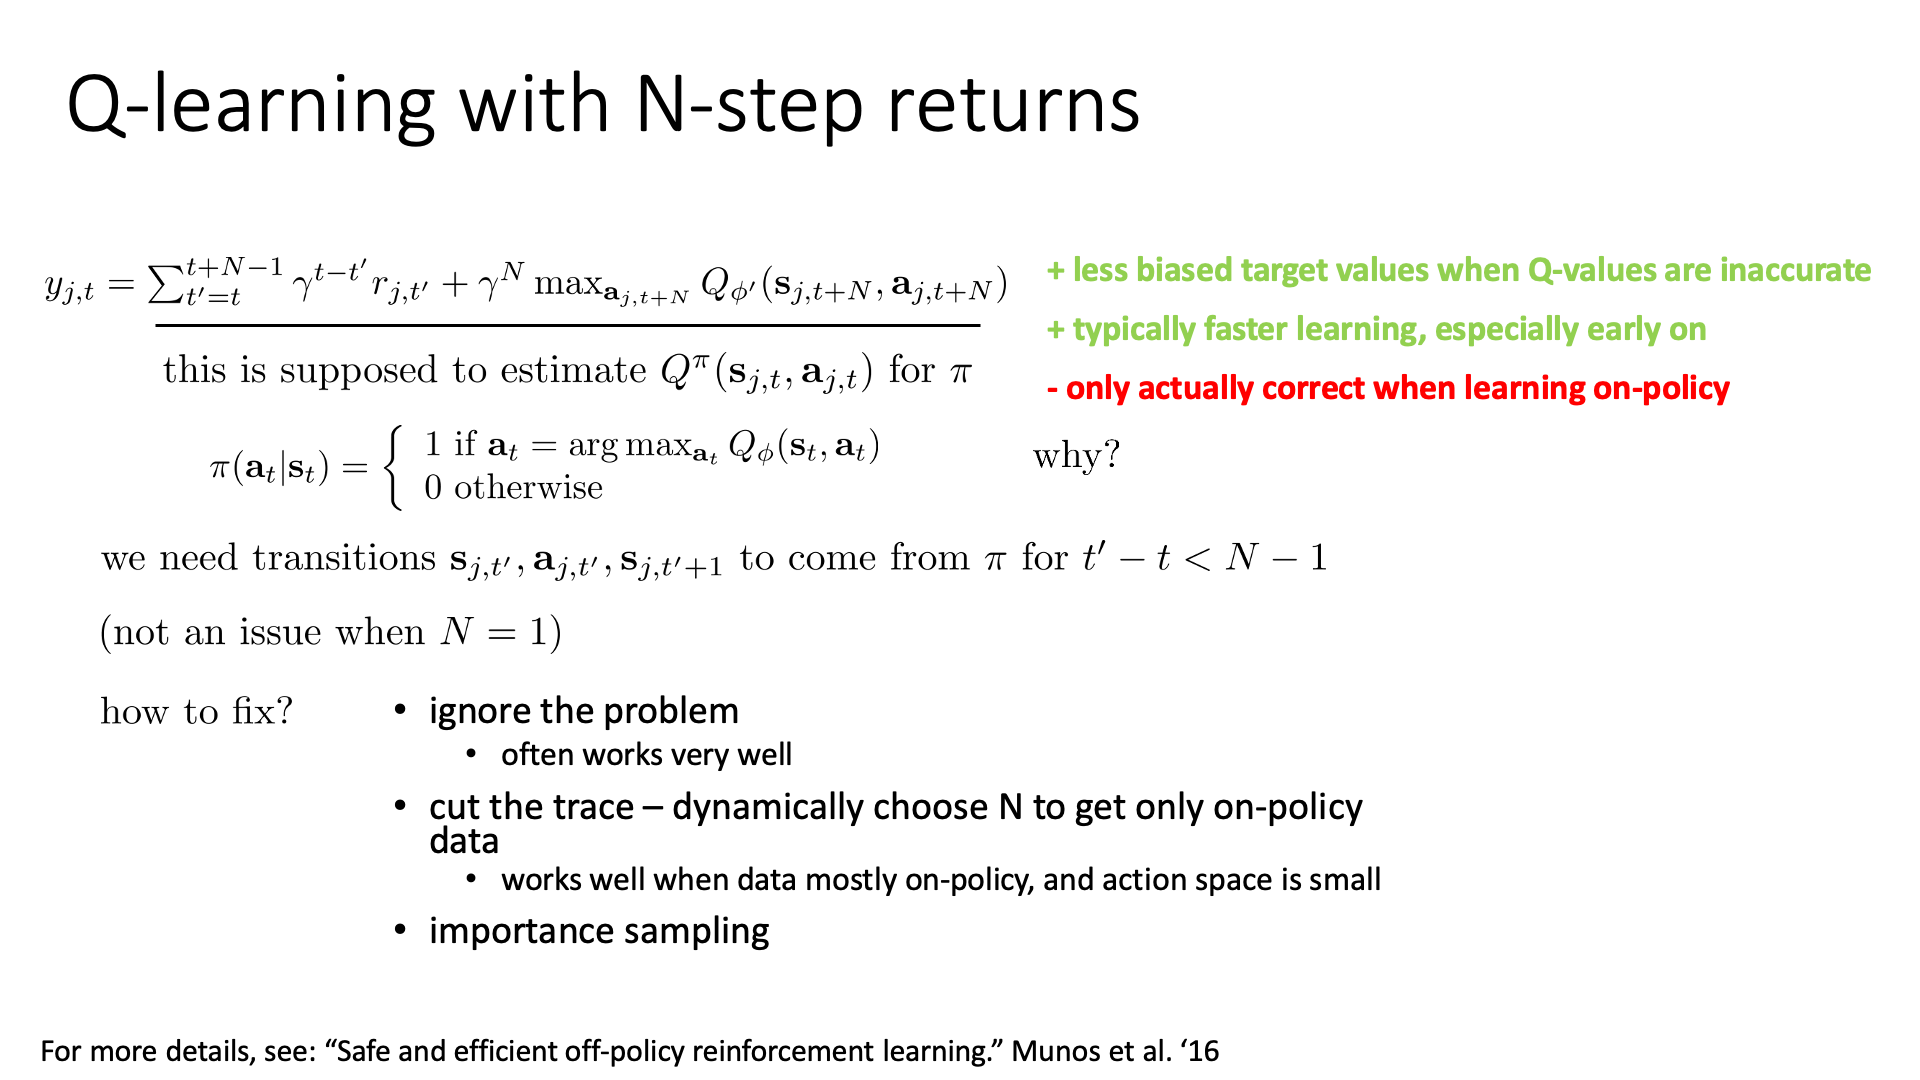 Q-learning with N-step returns
$y_{j,t} = \sum_{t'=t}^{t+N-1} \gamma^{t-t'} r_{j,t'} + \gamma^N \max_{\mathbf{a}_{j,t+N}} Q_{\phi'}(\mathbf{s}_{j,t+N}, \mathbf{a}_{j,t+N})$
this is supposed to estimate $Q^\pi(\mathbf{s}_{j,t}, \mathbf{a}_{j,t})$ for $\pi$
$\pi(\mathbf{a}_t|\mathbf{s}_t) = \begin{cases} 1 \text{ if } \mathbf{a}_t = \arg\max_{\mathbf{a}_t} Q_\phi(\mathbf{s}_t, \mathbf{a}_t) \\ 0 \text{ otherwise} \end{cases}$
+ less biased target values when Q-values are inaccurate
+ typically faster learning, especially early on
- only actually correct when learning on-policy
why?
we need transitions $\mathbf{s}_{j,t'}, \mathbf{a}_{j,t'}, \mathbf{s}_{j,t'+1}$ to come from $\pi$ for $t' - t < N - 1$
(not an issue when $N = 1$)
how to fix?
• ignore the problem
• often works very well
• cut the trace – dynamically choose N to get only on-policy
data
• works well when data mostly on-policy, and action space is small
• importance sampling
For more details, see: “Safe and efficient off-policy reinforcement learning.” Munos et al. ‘16